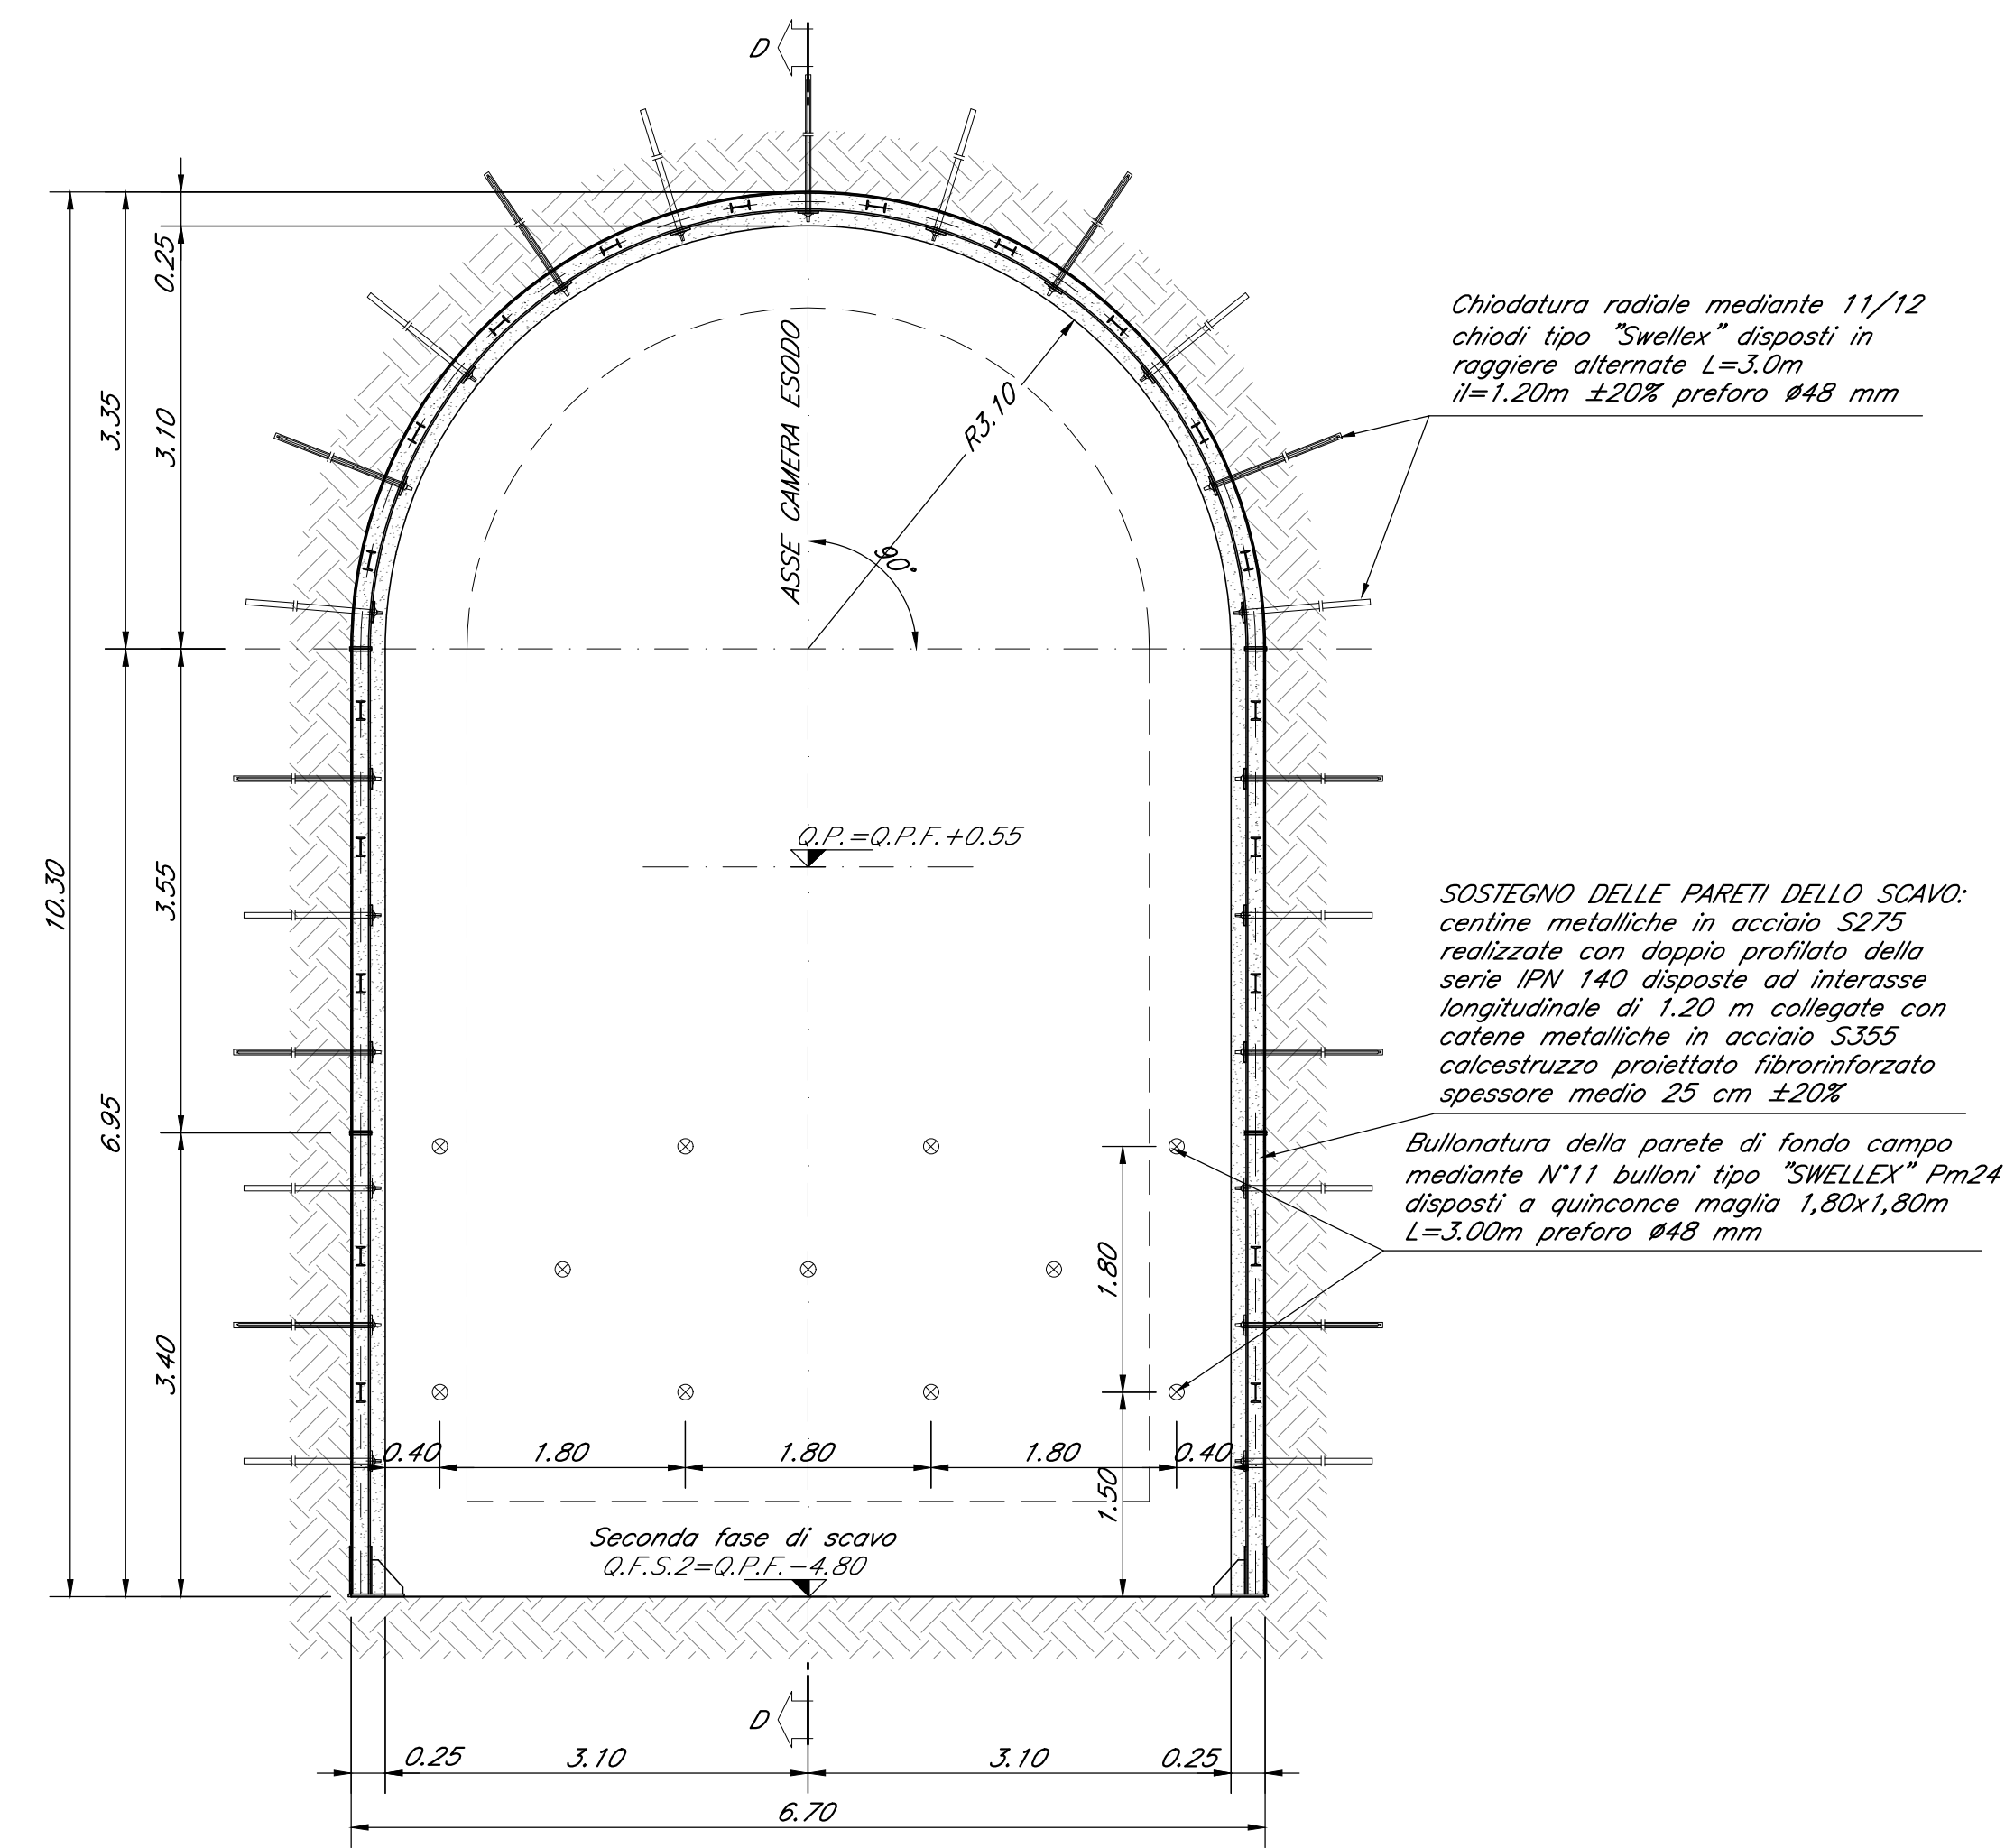 D
0.25
3.35
3.10
ASSE CAMERA ESODO
R3.10
90°
Chiodatura radiale mediante 11/12
chiodi tipo "Swellex" disposti in
raggiere alternate L=3.0m
il=1.20m ±20% preforo ø48 mm
Q.P.=Q.P.F.+0.55
10.30
3.55
6.95
3.40
SOSTEGNO DELLE PARETI DELLO SCAVO:
centine metalliche in acciaio S275
realizzate con doppio profilato della
serie IPN 140 disposte ad interasse
longitudinale di 1.20 m collegate con
catene metalliche in acciaio S355
calcestruzzo proiettato fibrorinforzato
spessore medio 25 cm ±20%
Bullonatura della parete di fondo campo
mediante N°11 bulloni tipo "SWELLEX" Pm24
disposti a quinconce maglia 1,80x1,80m
L=3.00m preforo ø48 mm
1.80
0.40 1.80 1.80 1.80 0.40
1.50
Seconda fase di scavo
Q.F.S.2=Q.P.F.-4.80
D
0.25 3.10 3.10 0.25
6.70